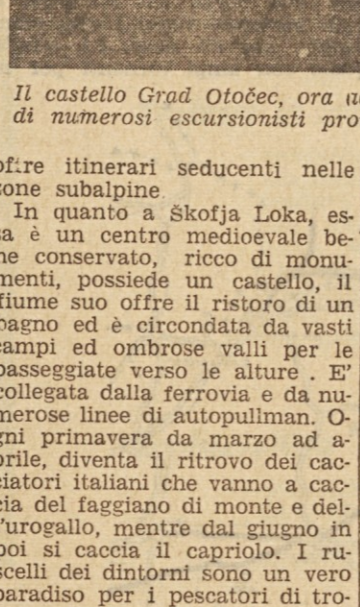 Il castello Grad Otočec, ora
di numerosi escursionisti pro
offre itinerari seducenti nelle
zone subalpine
In quanto a Škofja Loka, es-
sa è un centro medioevale be-
ne conservato, ricco di monu-
menti, possiede un castello, il
fiume suo offre il ristoro di un
bagno ed è circondata da vasti
campi ed ombrose valli per le
passeggiate verso le alture . E'
collegata dalla ferrovia e da nu-
merose linee di autopullman. O-
gni primavera da marzo ad a-
prile, diventa il ritrovo dei cac-
ciatori italiani che vanno a cac-
cia del faggiano di monte e del-
l'urogallo, mentre dal giugno in
poi si caccia il capriolo. I ru-
scelli dei dintorni sono un vero
paradiso per i pescatori di tro-